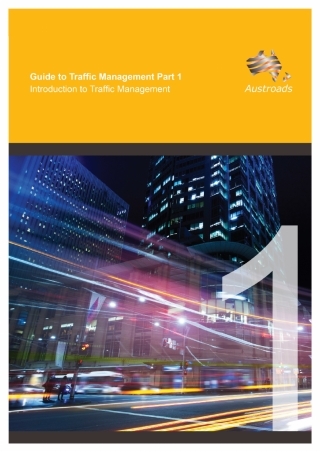 Guide to Traffic Management Part 1
Introduction to Traffic Management
Austroads
1